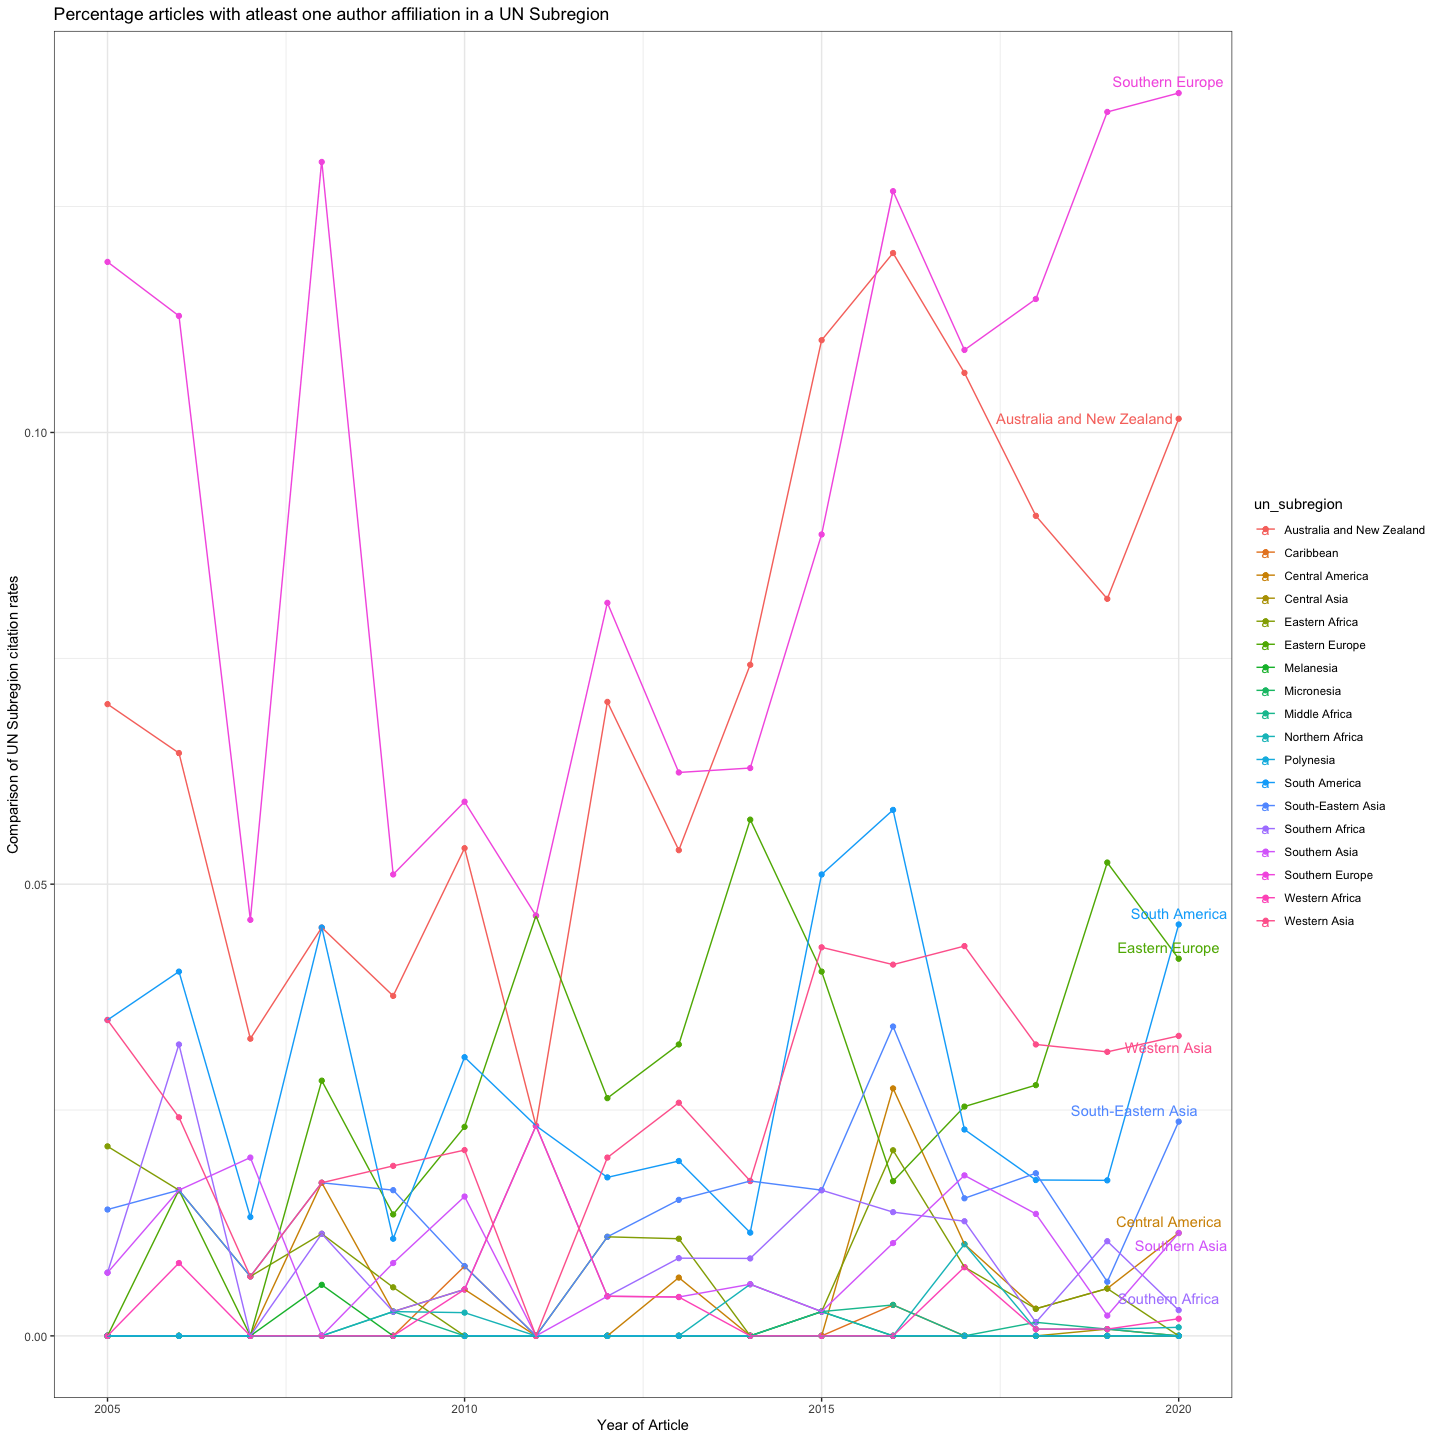 Percentage articles with atleast one author affiliation in a UN Subregion
Comparison of UN Subregion citation rates
0.10
0.05
0.00
Southern Europe
Australia and New Zealand
South America
Eastern Europe
Western Asia
South-Eastern Asia
Central America
Southern Asia
Southern Africa
2005
2010
2015
2020
Year of Article
un_subregion
Australia and New Zealand
Caribbean
Central America
Central Asia
Eastern Africa
Eastern Europe
Melanesia
Micronesia
Middle Africa
Northern Africa
Polynesia
South America
South-Eastern Asia
Southern Africa
Southern Asia
Southern Europe
Western Africa
Western Asia